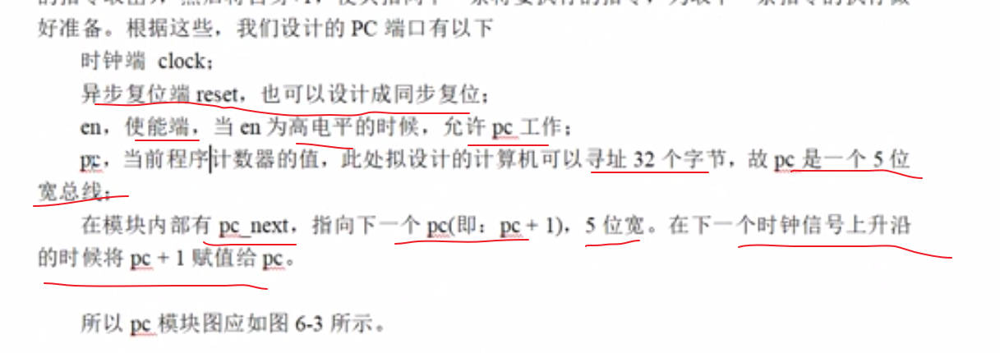 好准备。根据这些，我们设计的 PC 端口有以下
时钟端 clock；
异步复位端 reset，也可以设计成同步复位；
en，使能端，当 en 为高电平的时候，允许 pc 工作；
pc，当前程序计数器的值，此处拟设计的计算机可以寻址 32 个字节，故 pc 是一个 5 位
宽总线；
在模块内部有 pc_next，指向下一个 pc(即：pc + 1)，5 位宽。在下一个时钟信号上升沿
的时候将 pc + 1 赋值给 pc。
所以 pc 模块图应如图 6-3 所示。